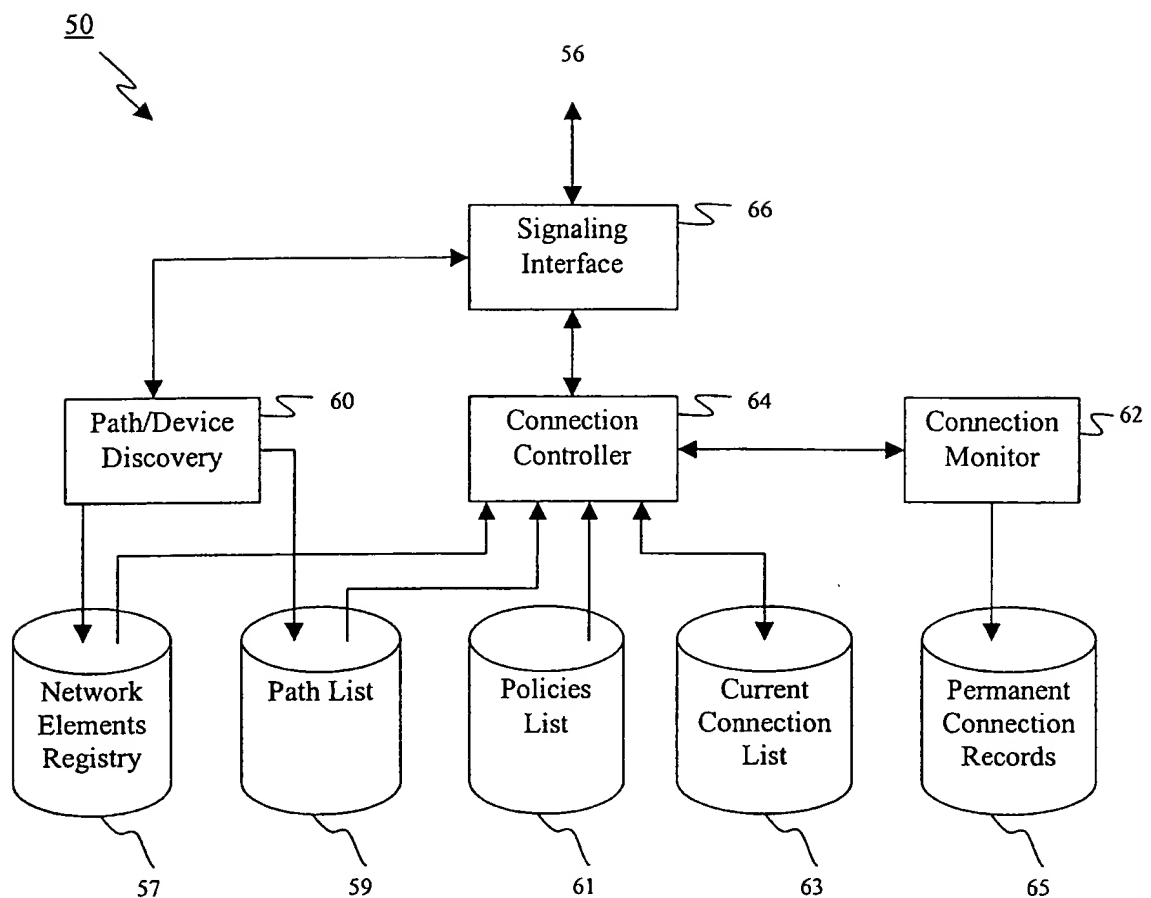 50
56
Signaling
Interface
66
Path/Device
Discovery
60
Connection
Controller
64
Connection
Monitor
62
Network
Elements
Registry
Path List
Policies
List
Current
Connection
List
Permanent
Connection
Records
57
59
61
63
65